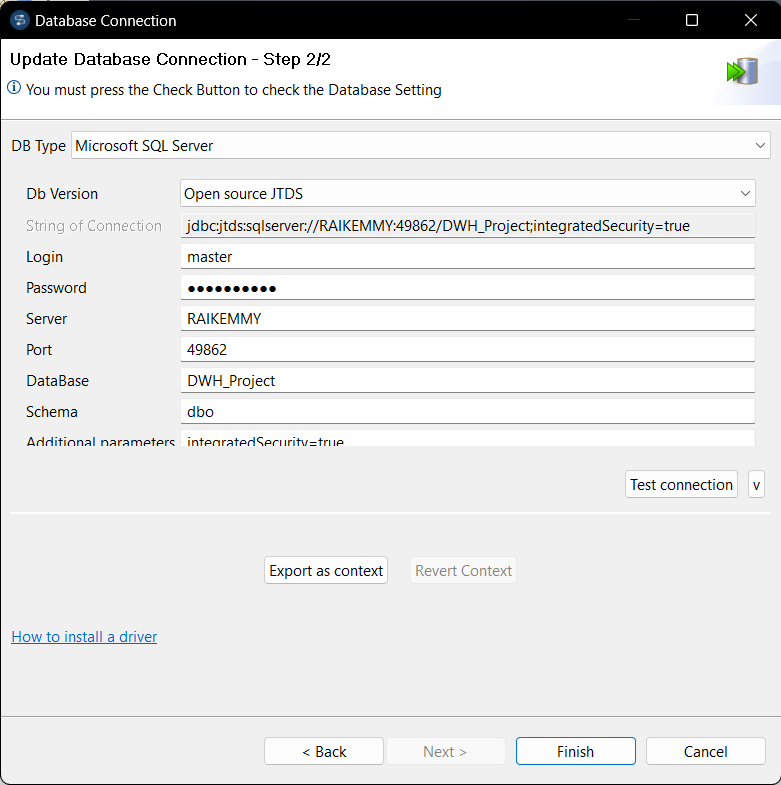 Database Connection
Update Database Connection - Step 2/2
You must press the Check Button to check the Database Setting
DB Type Microsoft SQL Server
Db Version Open source JTDS
String of Connection jdbc:jtds:sqlserver://RAIKEMMY:49862/DWH_Project;integratedSecurity=true
Login master
Password ●●●●●●●●●●
Server RAIKEMMY
Port 49862
DataBase DWH_Project
Schema dbo
Additional parameters integratedSecurity=true
Test connection v
Export as context Revert Context
How to install a driver
< Back Next > Finish Cancel